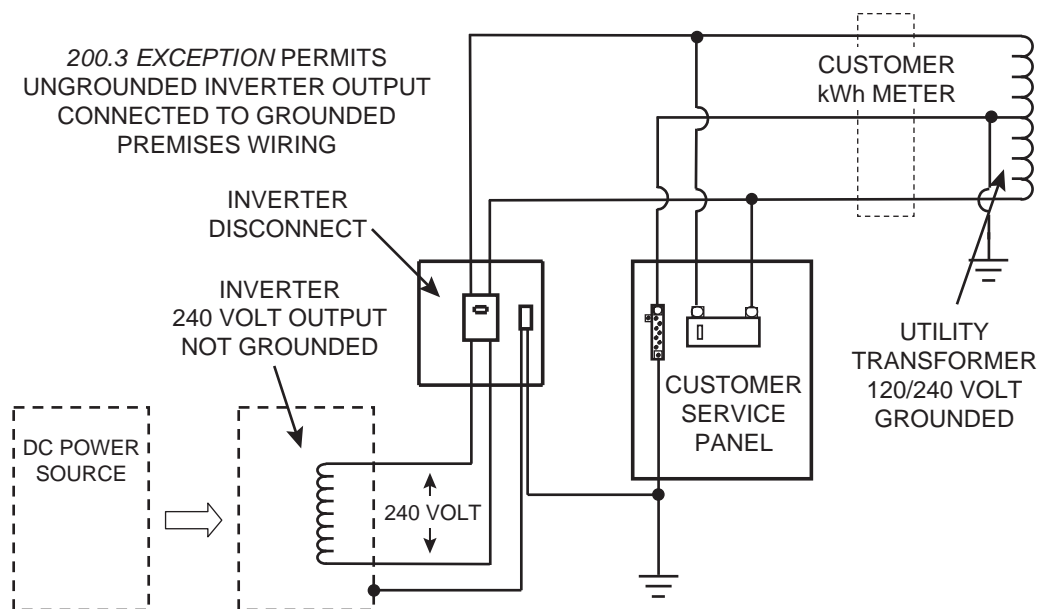 200.3 EXCEPTION PERMITS
UNGROUNDED INVERTER OUTPUT
CONNECTED TO GROUNDED
PREMISES WIRING
CUSTOMER
kWh METER
INVERTER
DISCONNECT
INVERTER
240 VOLT OUTPUT
NOT GROUNDED
UTILITY
TRANSFORMER
120/240 VOLT
GROUNDED
CUSTOMER
SERVICE
PANEL
DC POWER
SOURCE
240 VOLT